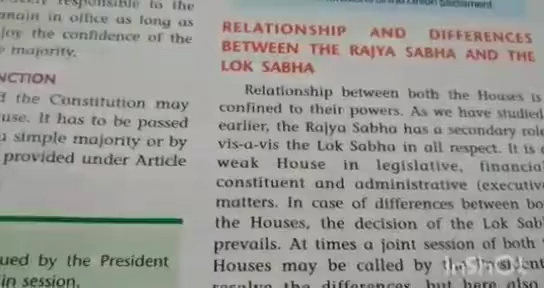 responsible to the
in office as long as
joy the confidence of the
majority.
NCTION
the Constitution may
use. It has to be passed
simple majority or by
provided under Article
ued by the President
in session.
RELATIONSHIP AND DIFFERENCES
BETWEEN THE RAJYA SABHA AND THE
LOK SABHA
Relationship between both the Houses is
confined to their powers. As we have studied
earlier, the Rajya Sabha has a secondary role
vis-a-vis the Lok Sabha in all respect. It is
weak House in legislative, financial
constituent and administrative (executive
matters. In case of differences between bo
the Houses, the decision of the Lok Sab
prevails. At times a joint session of both
Houses may be called by
resolve the differences, but here also